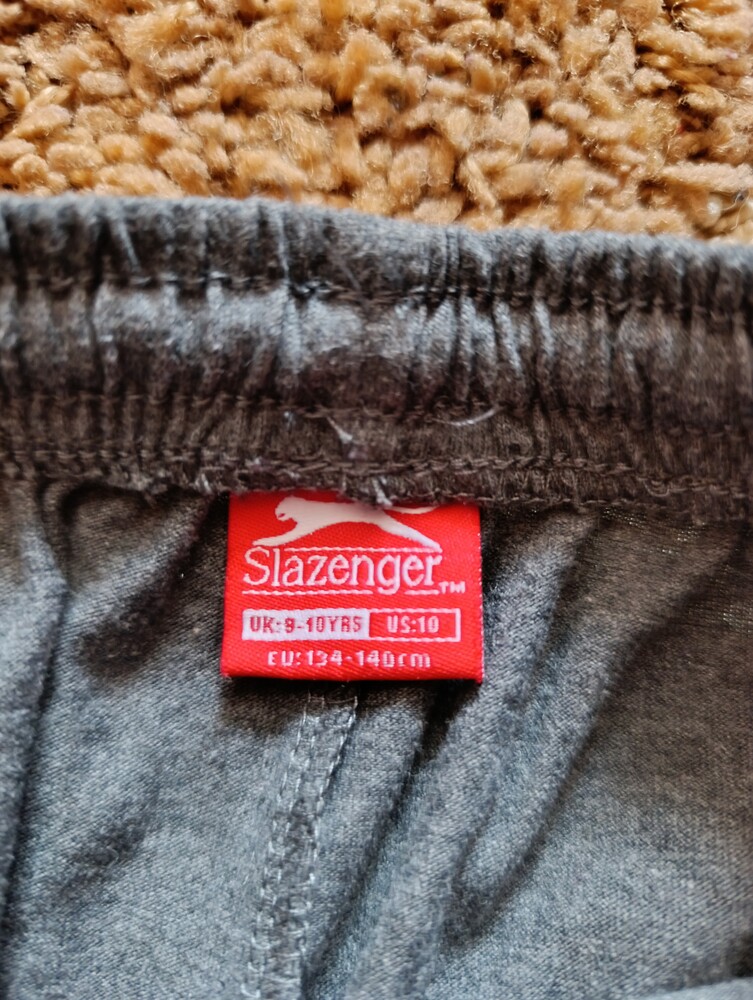 Slazenger™
UK: 9-10YRS US:10
EU: 134-140cm